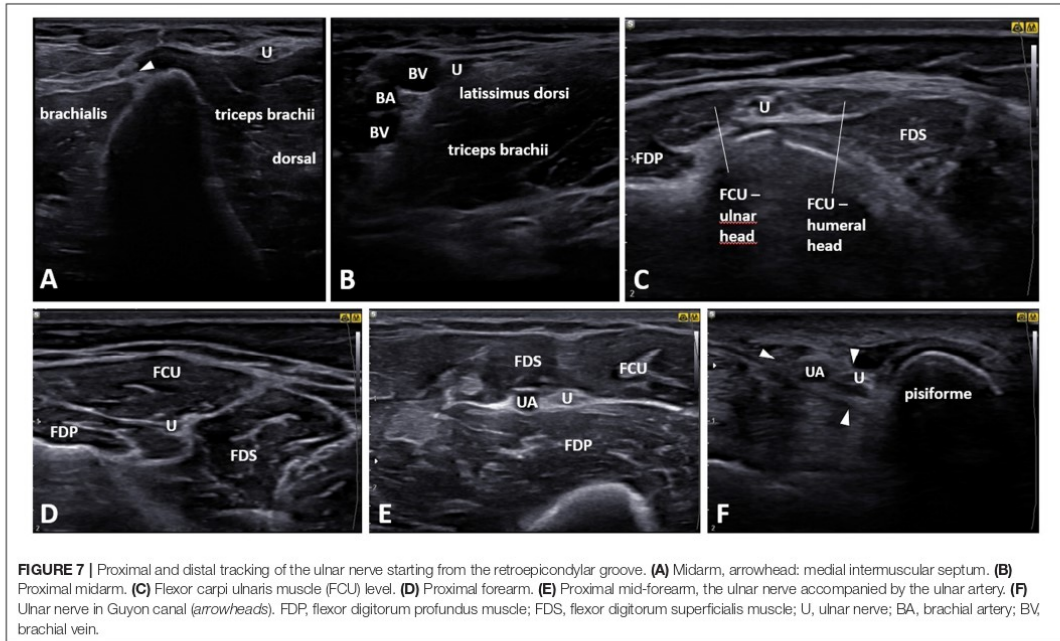 U
brachialis
triceps brachii
dorsal
A
BV
U
latissimus dorsi
BA
BV
triceps brachii
B
U
FDS
FDP
FCU –
ulnar
head
FCU –
humeral
head
C
2
FCU
U
FDP
FDS
D
FDS
FCU
UA
U
FDP
E
UA
U
pisiforme
F
FIGURE 7 | Proximal and distal tracking of the ulnar nerve starting from the retroepicondylar groove. (A) Midarm, arrowhead: medial intermuscular septum. (B)
Proximal midarm. (C) Flexor carpi ulnaris muscle (FCU) level. (D) Proximal forearm. (E) Proximal mid-forearm, the ulnar nerve accompanied by the ulnar artery. (F)
Ulnar nerve in Guyon canal (arrowheads). FDP, flexor digitorum profundus muscle; FDS, flexor digitorum superficialis muscle; U, ulnar nerve; BA, brachial artery; BV,
brachial vein.